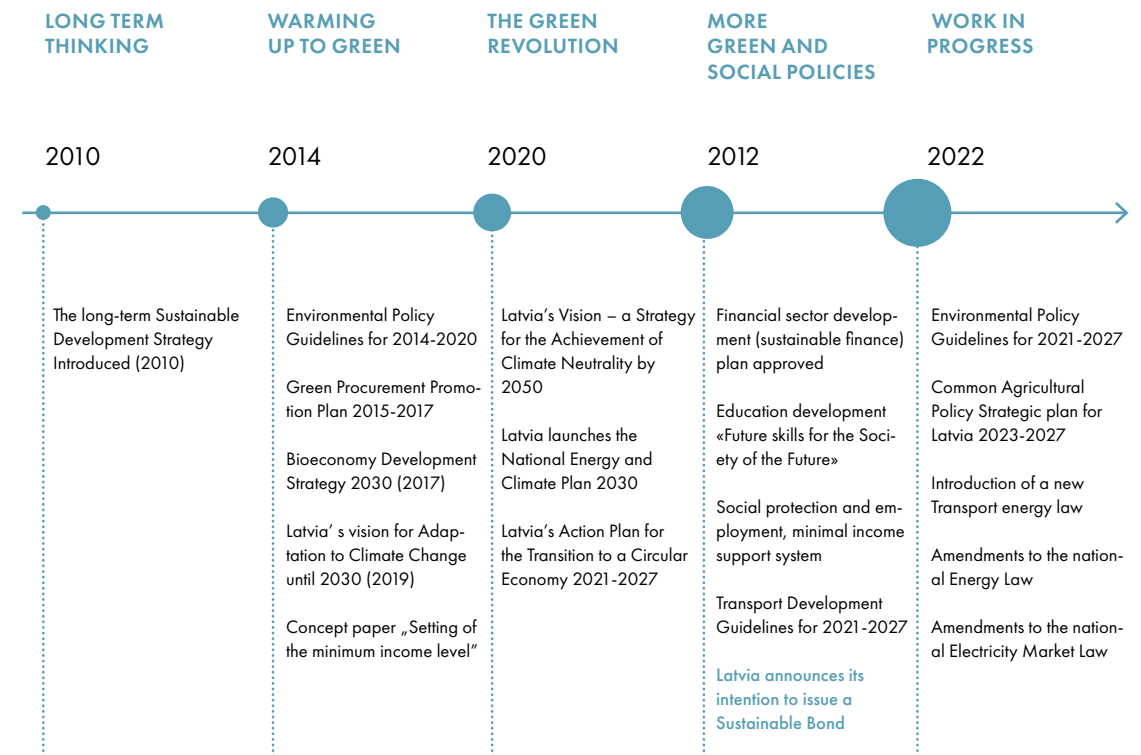 LONG TERM
THINKING
WARMING
UP TO GREEN
THE GREEN
REVOLUTION
MORE
GREEN AND
SOCIAL POLICIES
WORK IN
PROGRESS
2010
2014
2020
2012
2022
The long-term Sustainable
Development Strategy
Introduced (2010)
Environmental Policy
Guidelines for 2014-2020
Green Procurement Promo-
tion Plan 2015-2017
Bioeconomy Development
Strategy 2030 (2017)
Latvia’ s vision for Adap-
tation to Climate Change
until 2030 (2019)
Concept paper „Setting of
the minimum income level”
Latvia’s Vision – a Strategy
for the Achievement of
Climate Neutrality by
2050
Latvia launches the
National Energy and
Climate Plan 2030
Latvia’s Action Plan for
the Transition to a Circular
Economy 2021-2027
Financial sector develop-
ment (sustainable finance)
plan approved
Education development
«Future skills for the Soci-
ety of the Future»
Social protection and em-
ployment, minimal income
support system
Transport Development
Guidelines for 2021-2027
Latvia announces its
intention to issue a
Sustainable Bond
Environmental Policy
Guidelines for 2021-2027
Common Agricultural
Policy Strategic plan for
Latvia 2023-2027
Introduction of a new
Transport energy law
Amendments to the nation-
al Energy Law
Amendments to the nation-
al Electricity Market Law